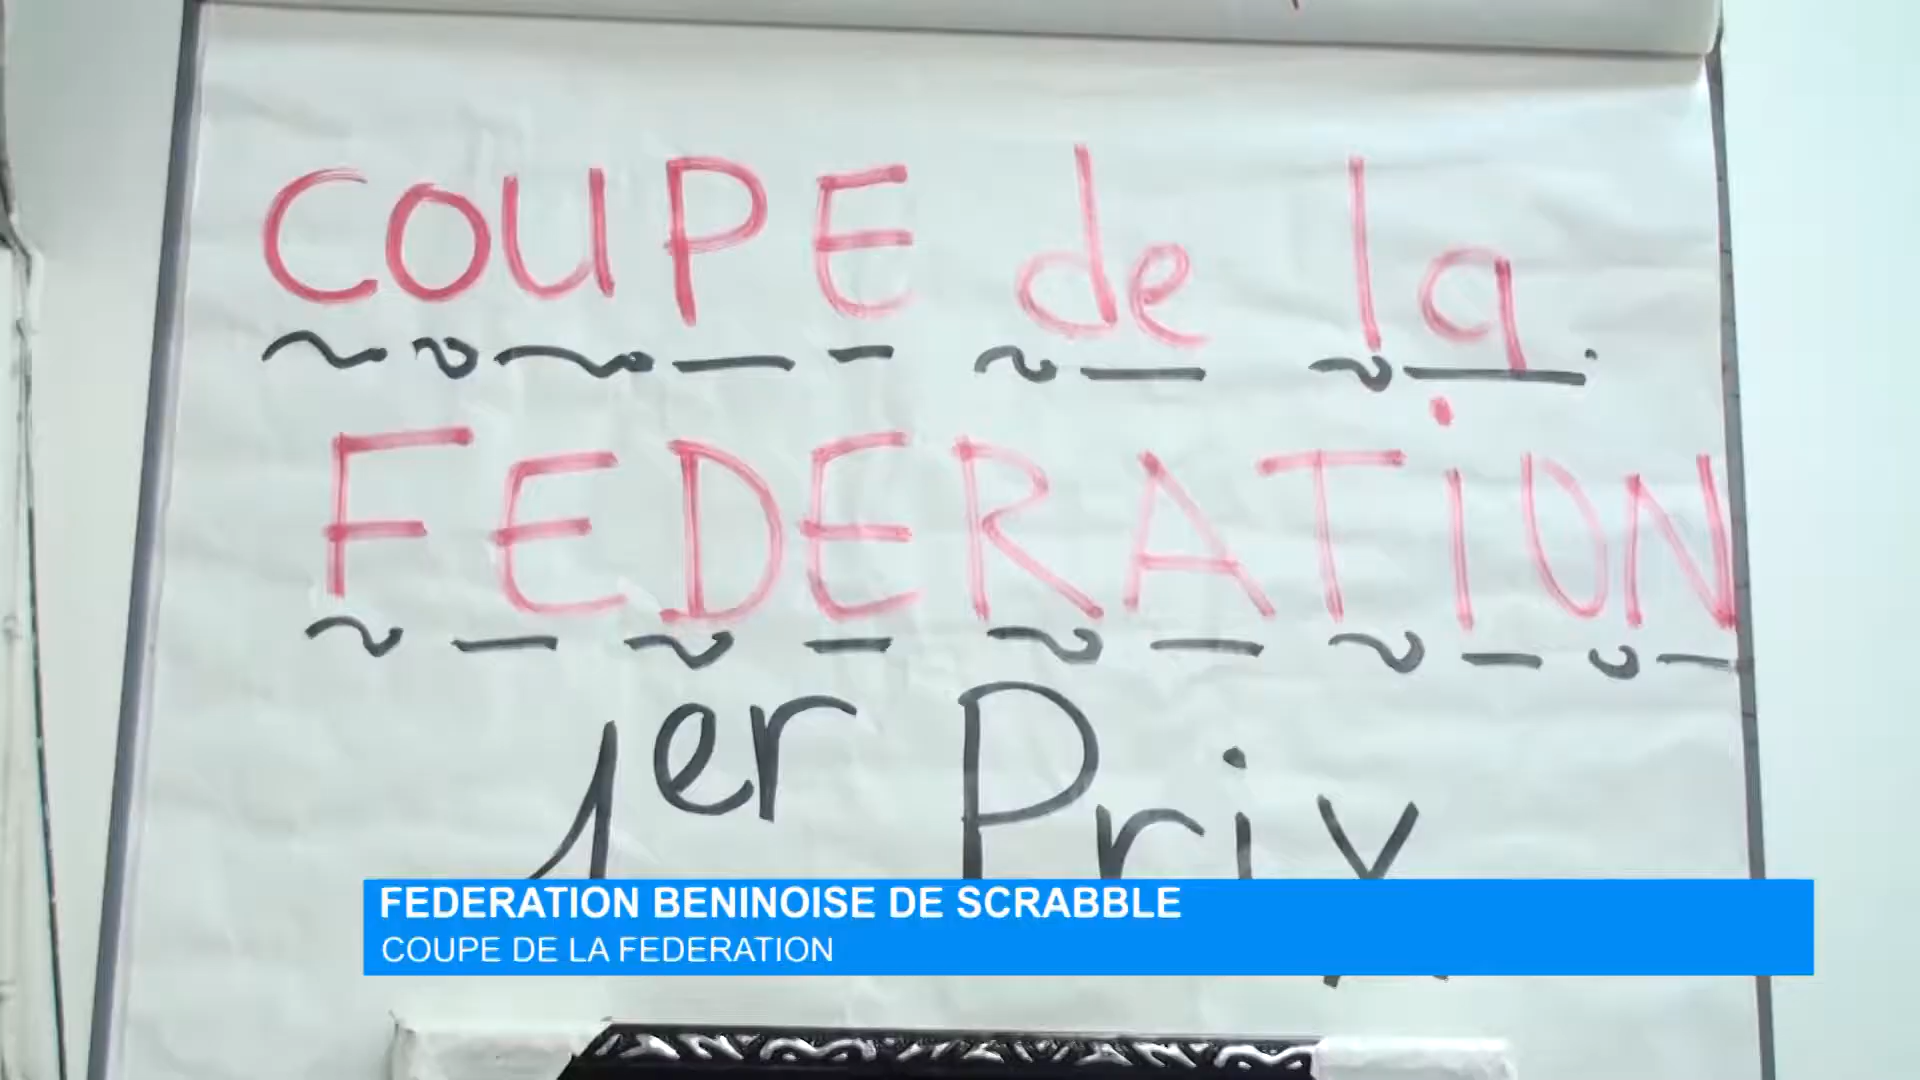 COUPE de la
FEDERATION
1er Prix
FEDERATION BENINOISE DE SCRABBLE
COUPE DE LA FEDERATION